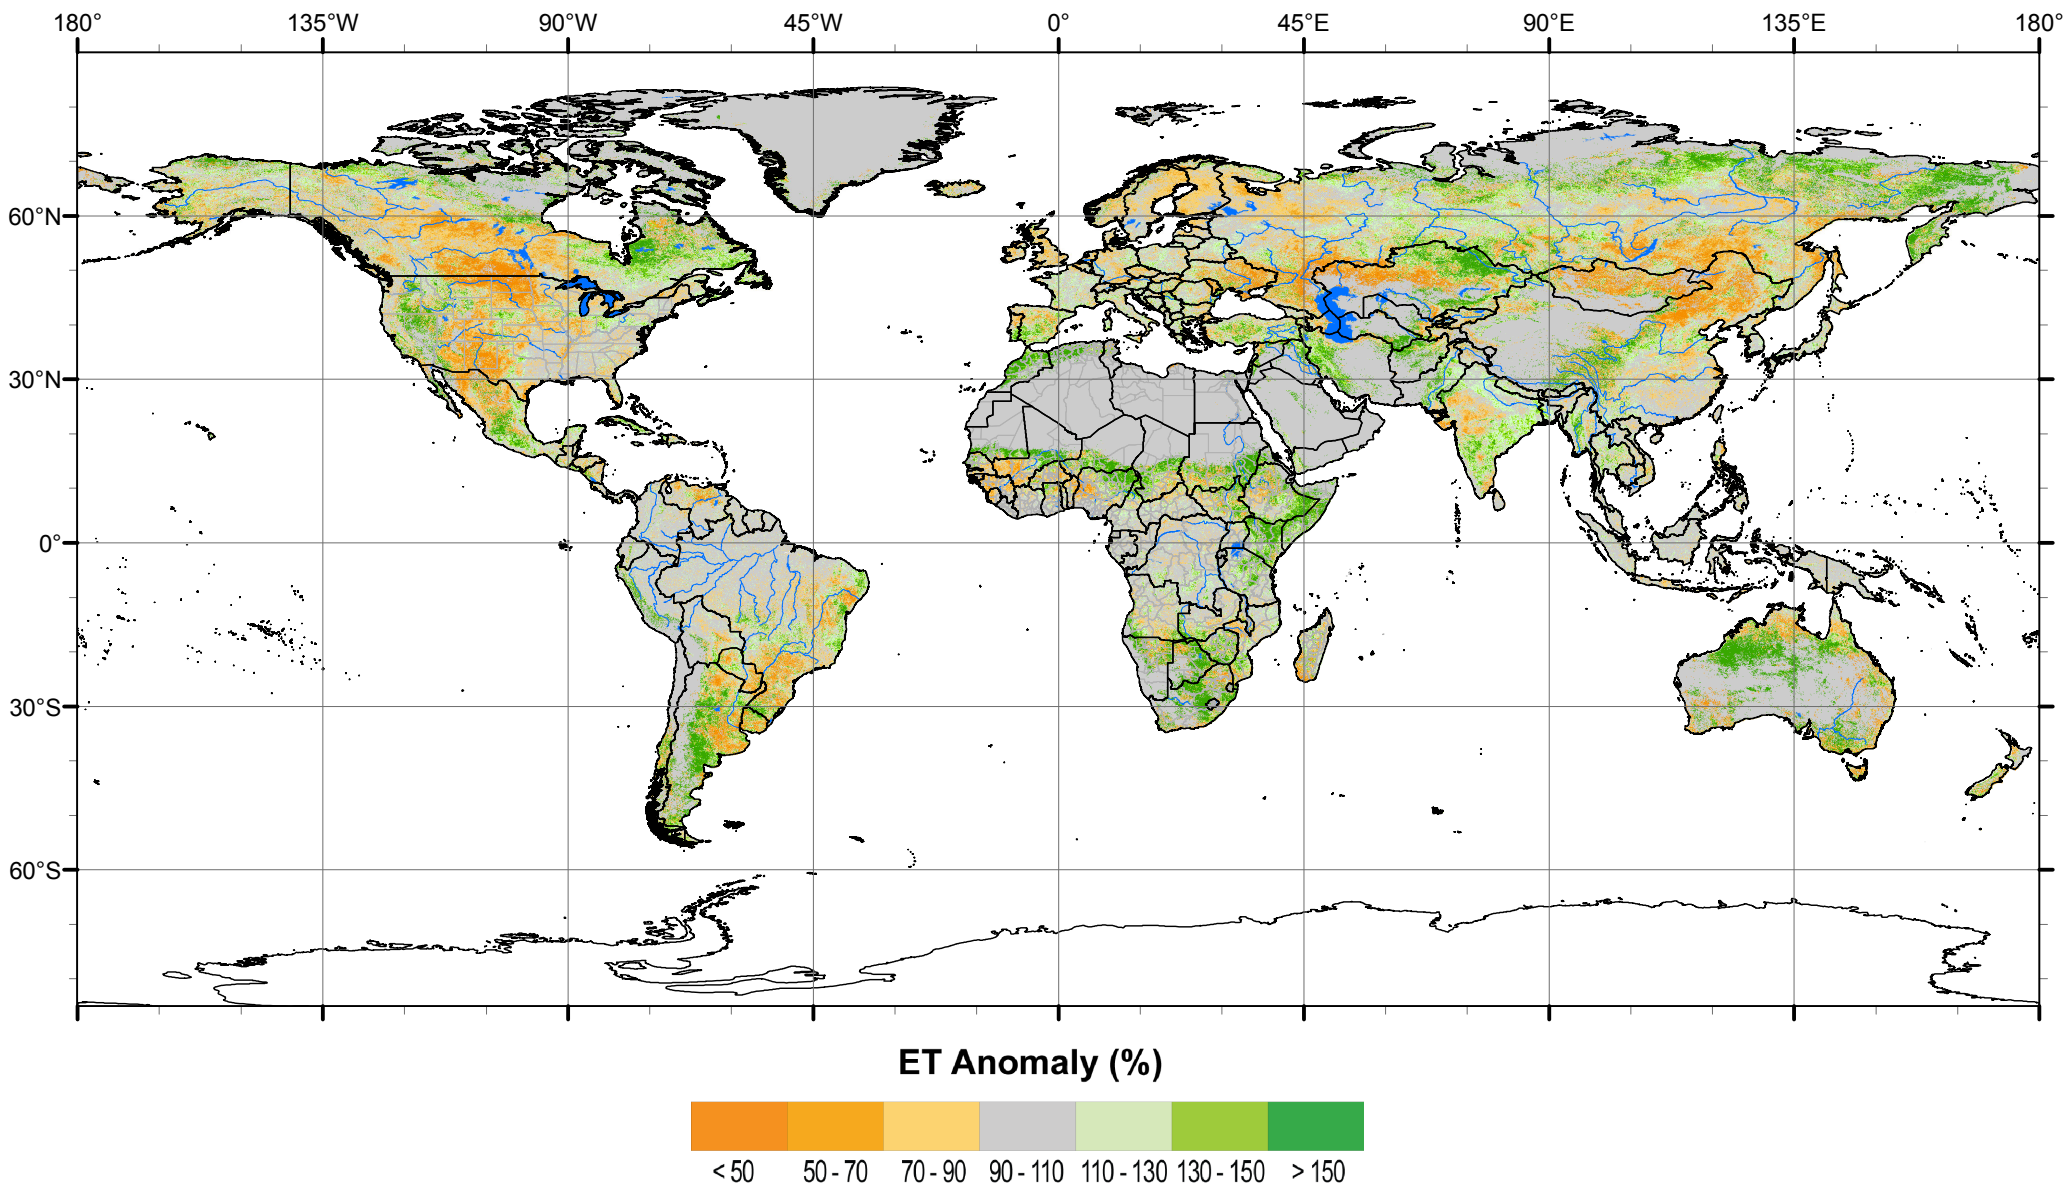 180° 135°W 90°W 45°W 0° 45°E 90°E 135°E 180°
60°N
30°N
0°
30°S
60°S
ET Anomaly (%)
< 50 50 - 70 70 - 90 90 - 110 110 - 130 130 - 150 > 150